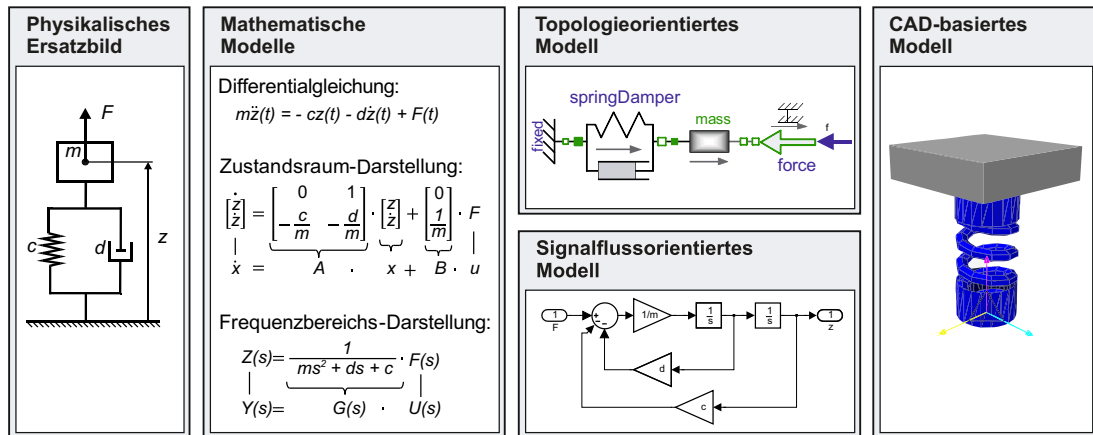 Physikalisches
Ersatzbild
F
m
z
c
d
Mathematische
Modelle
Differentialgleichung:
mz̈(t) = - cz(t) - dż(t) + F(t)
Zustandsraum-Darstellung:
[ż z̈] = [0 1 -c/m -d/m] · [z ż] + [0 1/m] · F
ẋ = A · x + B · u
Frequenzbereichs-Darstellung:
Z(s)= 1/(ms² + ds + c) · F(s)
Y(s)= G(s) · U(s)
Topologieorientiertes
Modell
springDamper
fixed
mass
f
force
Signalflussorientiertes
Modell
1
F
+
-
-
1/m
1/s
1/s
1
z
d
c
CAD-basiertes
Modell